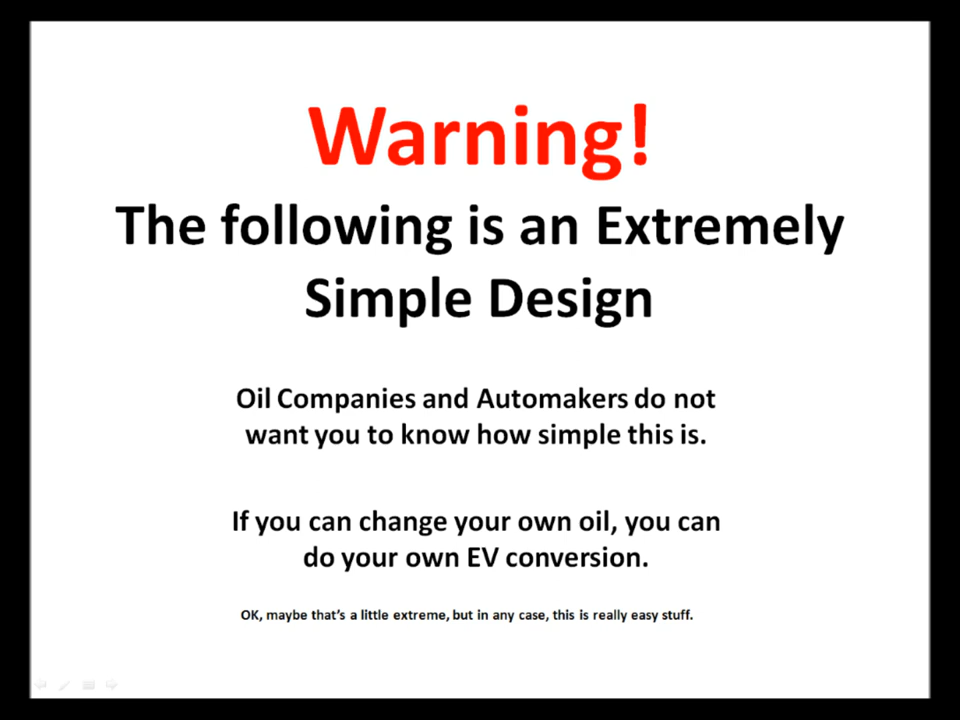 Warning!
The following is an Extremely
Simple Design
Oil Companies and Automakers do not
want you to know how simple this is.
If you can change your own oil, you can
do your own EV conversion.
OK, maybe that's a little extreme, but in any case, this is really easy stuff.